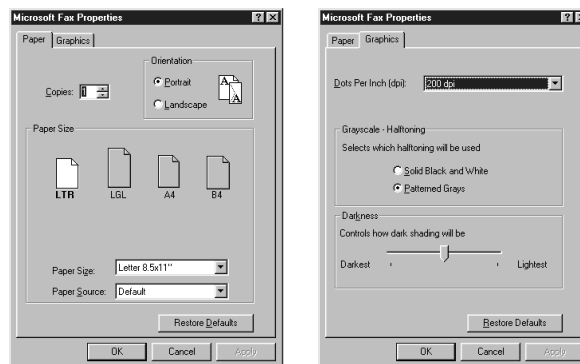 Microsoft Fax Properties
Paper Graphics
Orientation
Copies: 1
Portrait
Landscape
A
A
Paper Size
LTR LGL A4 B4
Paper Size: Letter 8.5x11"
Paper Source: Default
Restore Defaults
OK Cancel Apply
Microsoft Fax Properties
Paper Graphics
Dots Per Inch (dpi): 200 dpi
Grayscale - Halftoning
Selects which halftoning will be used
Solid Black and White
Patterned Grays
Darkness
Controls how dark shading will be
Darkest Lightest
Restore Defaults
OK Cancel Apply